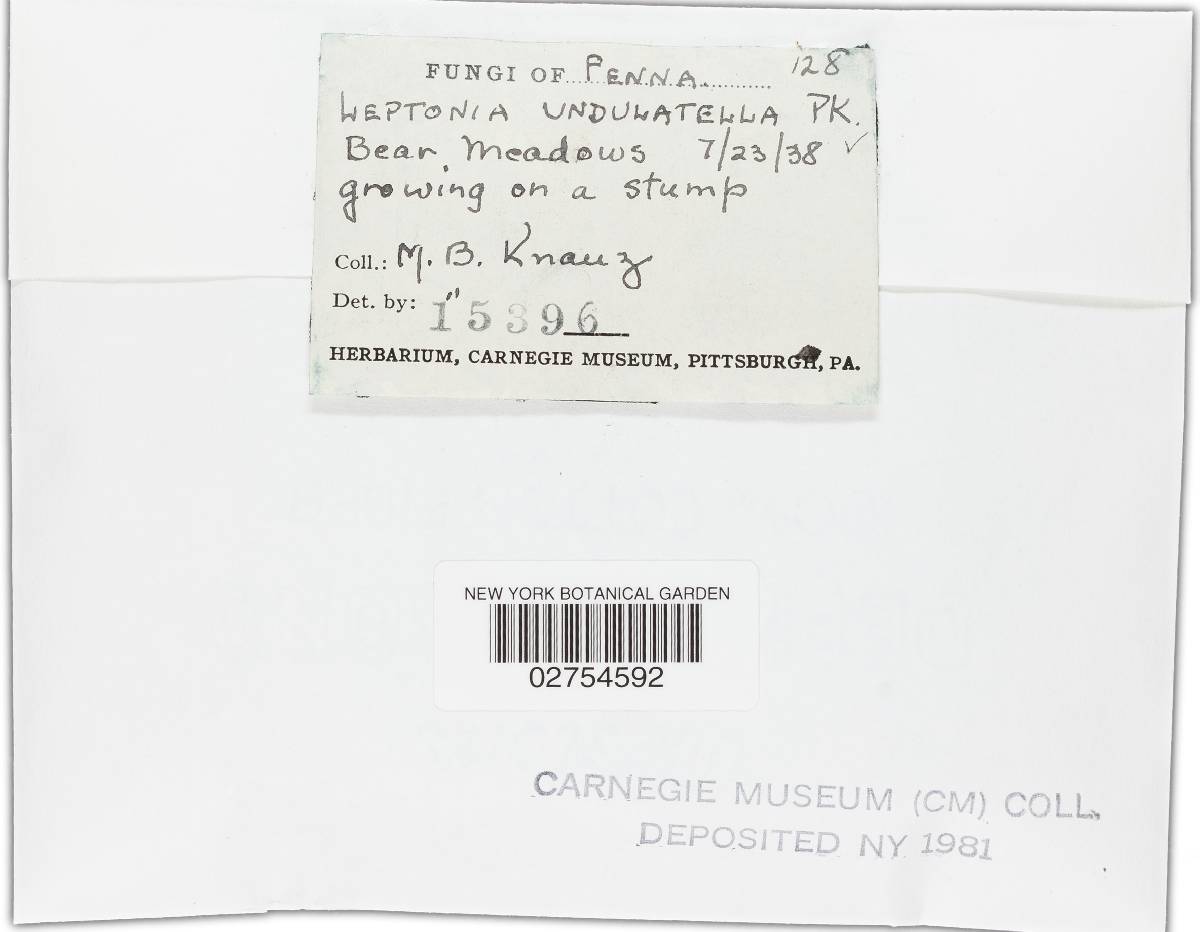 FUNGI OF PENNA. 128
LEPTONIA UNDULATELLA PK.
Bear Meadows 7/23/38 ✓
growing on a stump
Coll.: M. B. Knauz
Det. by: "
15396
HERBARIUM, CARNEGIE MUSEUM, PITTSBURGH, PA.
NEW YORK BOTANICAL GARDEN
02754592
CARNEGIE MUSEUM (CM) COLL.
DEPOSITED NY 1981